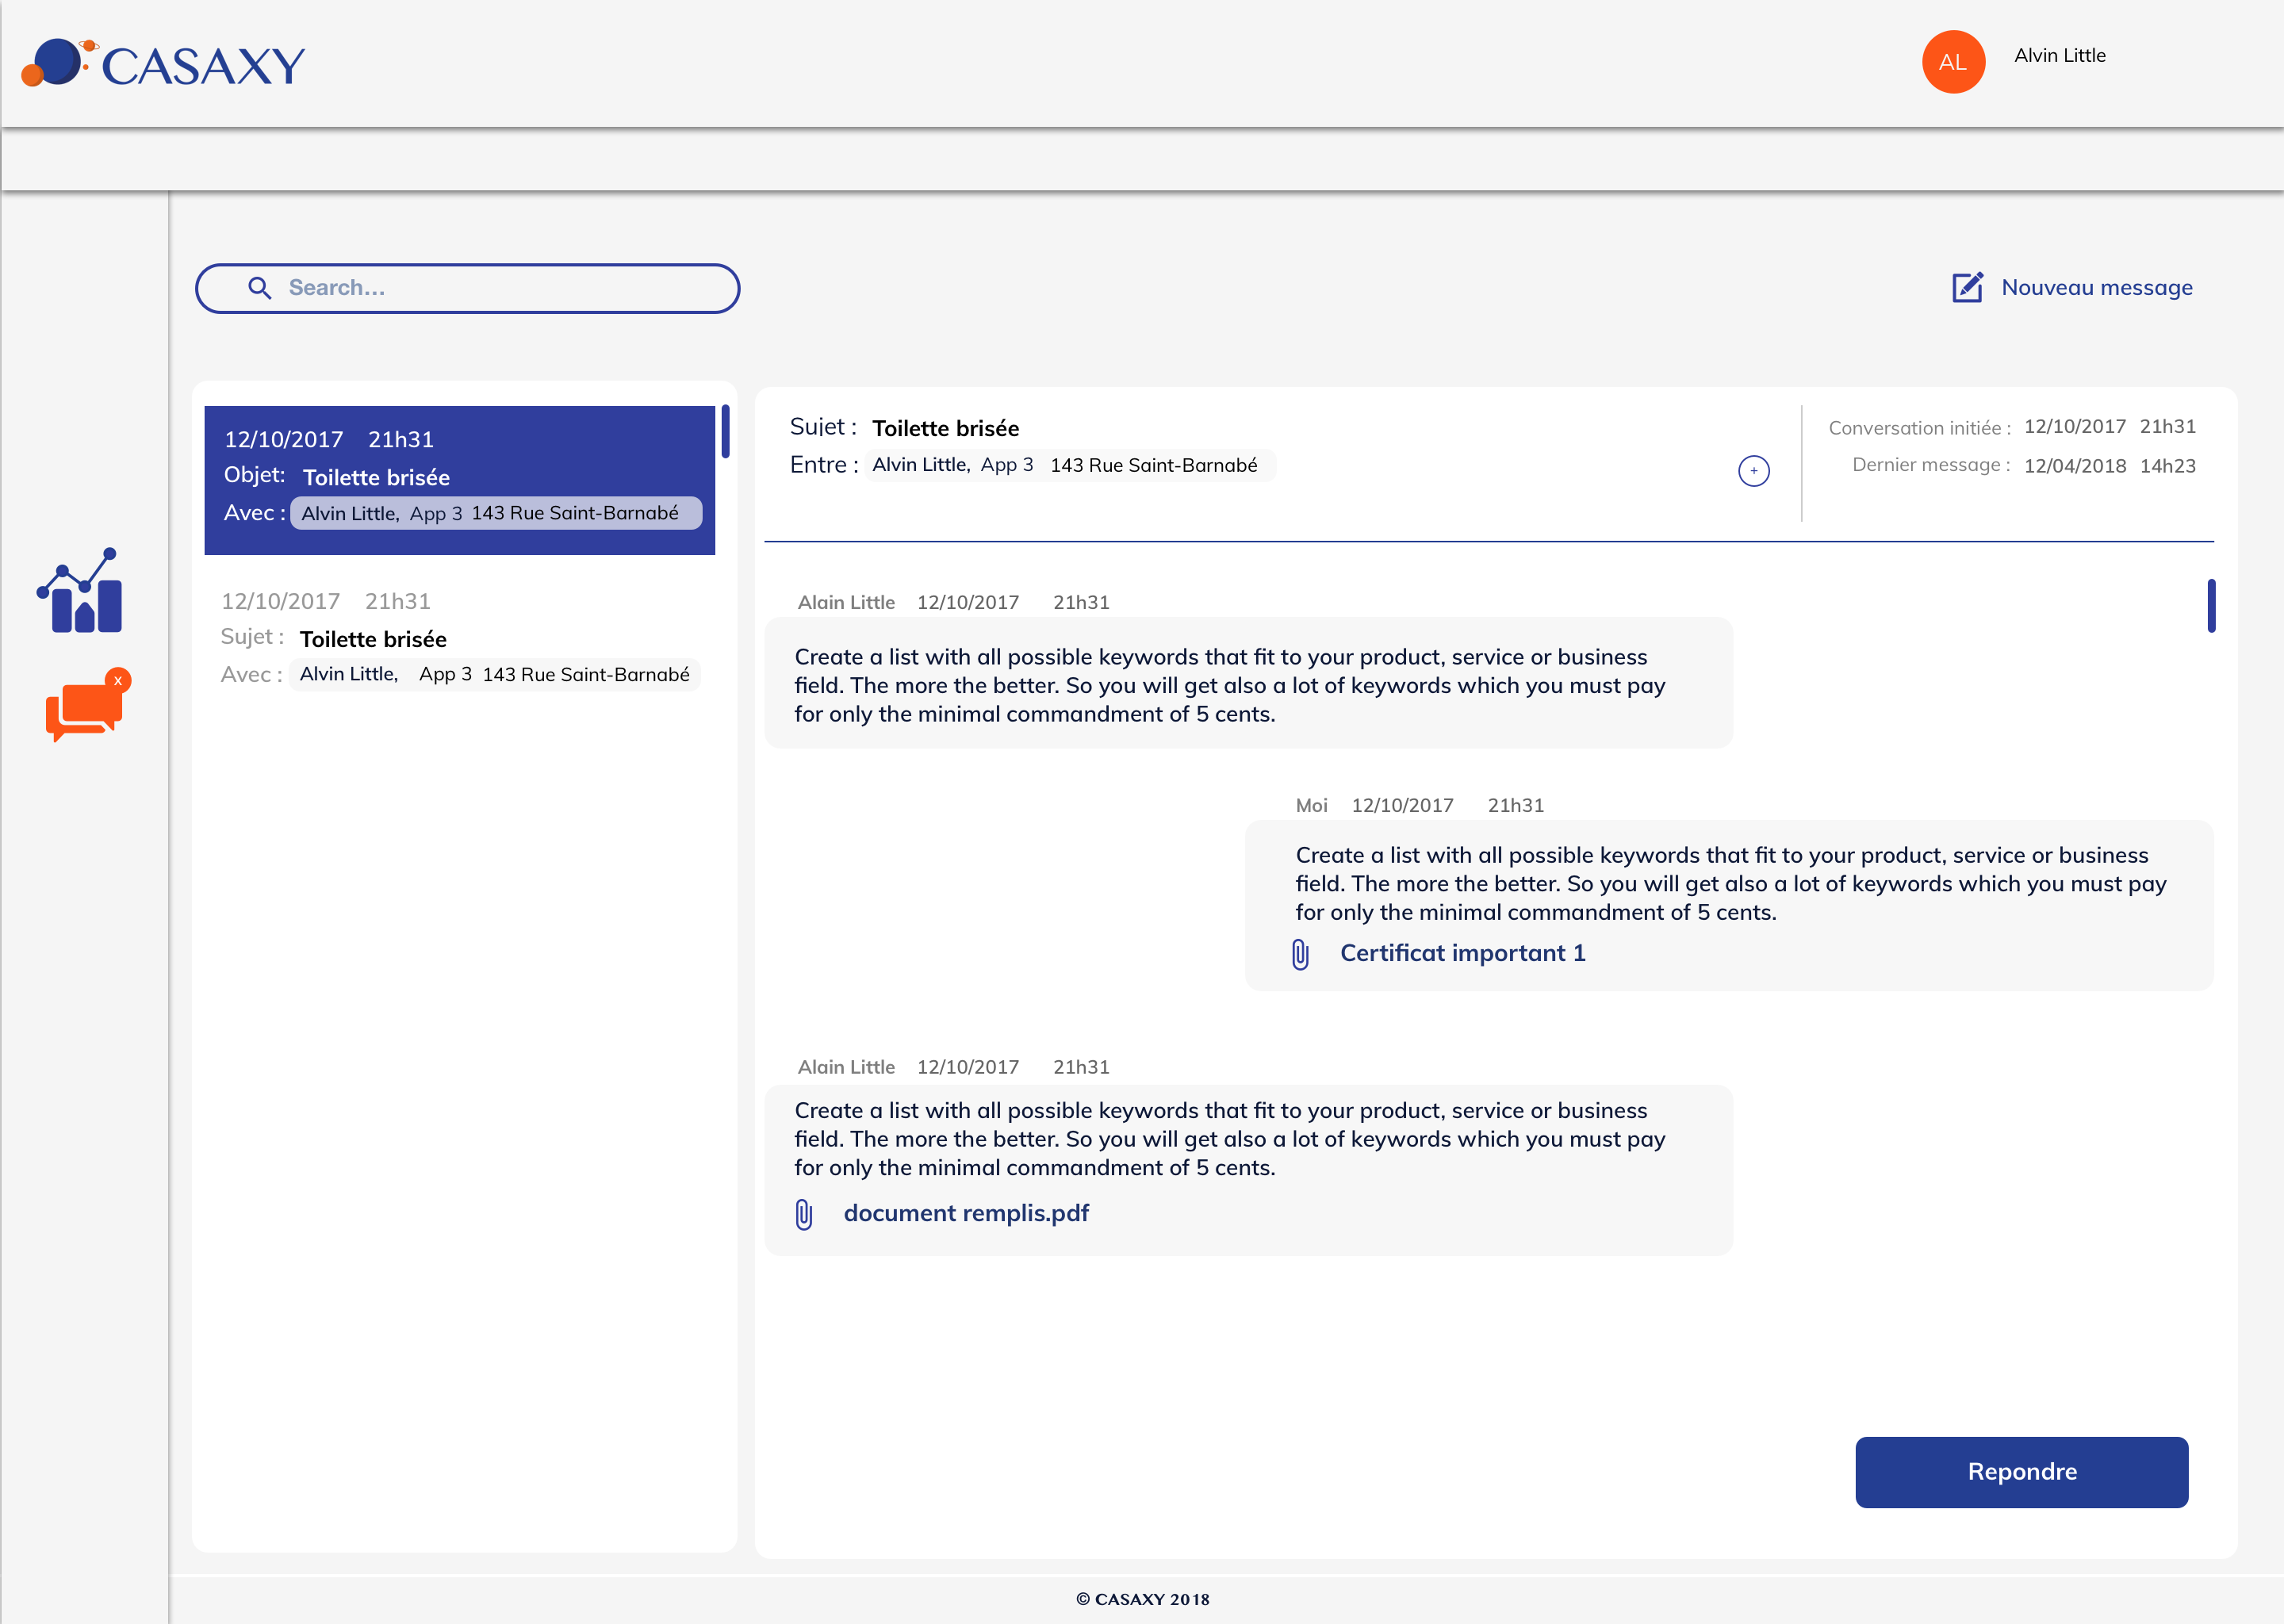 CASAXY
AL
Alvin Little
Search...
Nouveau message
12/10/2017 21h31
Objet: Toilette brisée
Avec : Alvin Little, App 3 143 Rue Saint-Barnabé
12/10/2017 21h31
Sujet : Toilette brisée
Avec : Alvin Little, App 3 143 Rue Saint-Barnabé
x
Sujet : Toilette brisée
Entre : Alvin Little, App 3 143 Rue Saint-Barnabé
+
Conversation initiée : 12/10/2017 21h31
Dernier message : 12/04/2018 14h23
Alain Little 12/10/2017 21h31
Create a list with all possible keywords that fit to your product, service or business
field. The more the better. So you will get also a lot of keywords which you must pay
for only the minimal commandment of 5 cents.
Moi 12/10/2017 21h31
Create a list with all possible keywords that fit to your product, service or business
field. The more the better. So you will get also a lot of keywords which you must pay
for only the minimal commandment of 5 cents.
Certificat important 1
Alain Little 12/10/2017 21h31
Create a list with all possible keywords that fit to your product, service or business
field. The more the better. So you will get also a lot of keywords which you must pay
for only the minimal commandment of 5 cents.
document remplis.pdf
Repondre
© CASAXY 2018